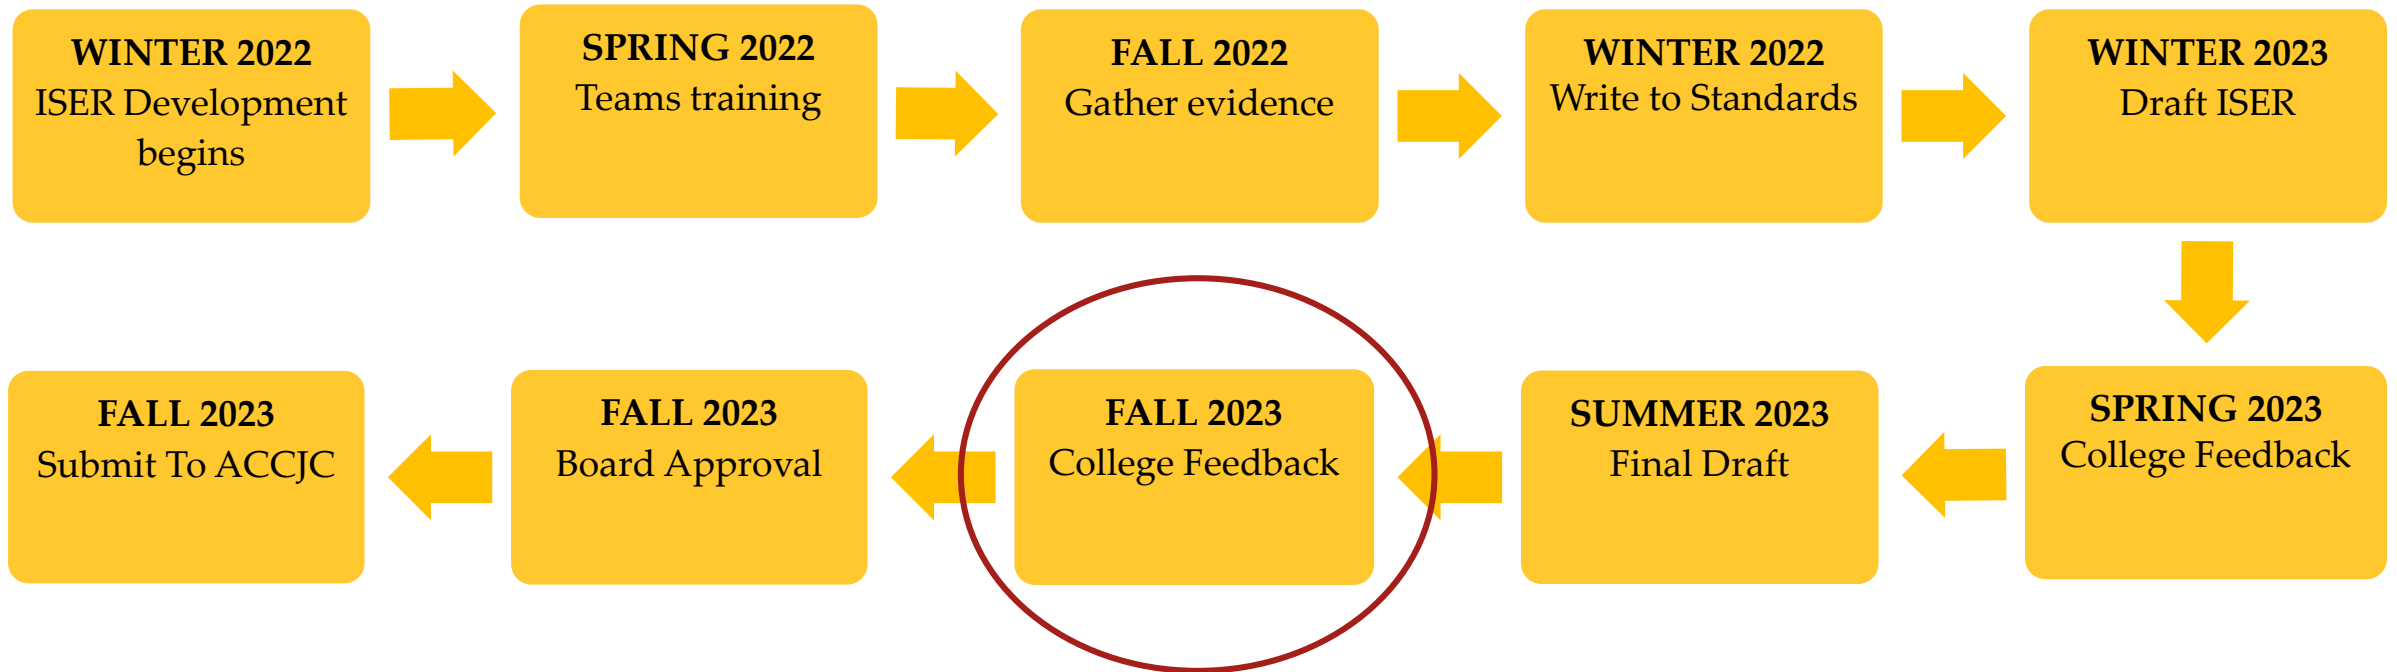 WINTER 2022
ISER Development
begins
SPRING 2022
Teams training
FALL 2022
Gather evidence
WINTER 2022
Write to Standards
WINTER 2023
Draft ISER
SPRING 2023
College Feedback
SUMMER 2023
Final Draft
FALL 2023
College Feedback
FALL 2023
Board Approval
FALL 2023
Submit To ACCJC